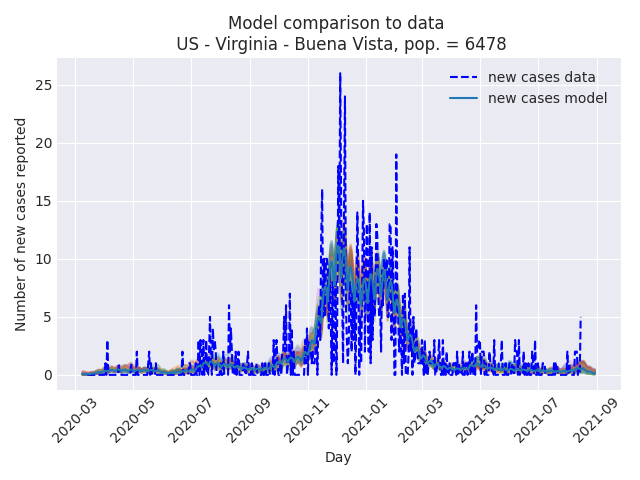 Model comparison to data
US - Virginia - Buena Vista, pop. = 6478
new cases data
new cases model
Number of new cases reported
25
20
15
10
5
0
2020-03
2020-05
2020-07
2020-09
2020-11
2021-01
2021-03
2021-05
2021-07
2021-09
Day